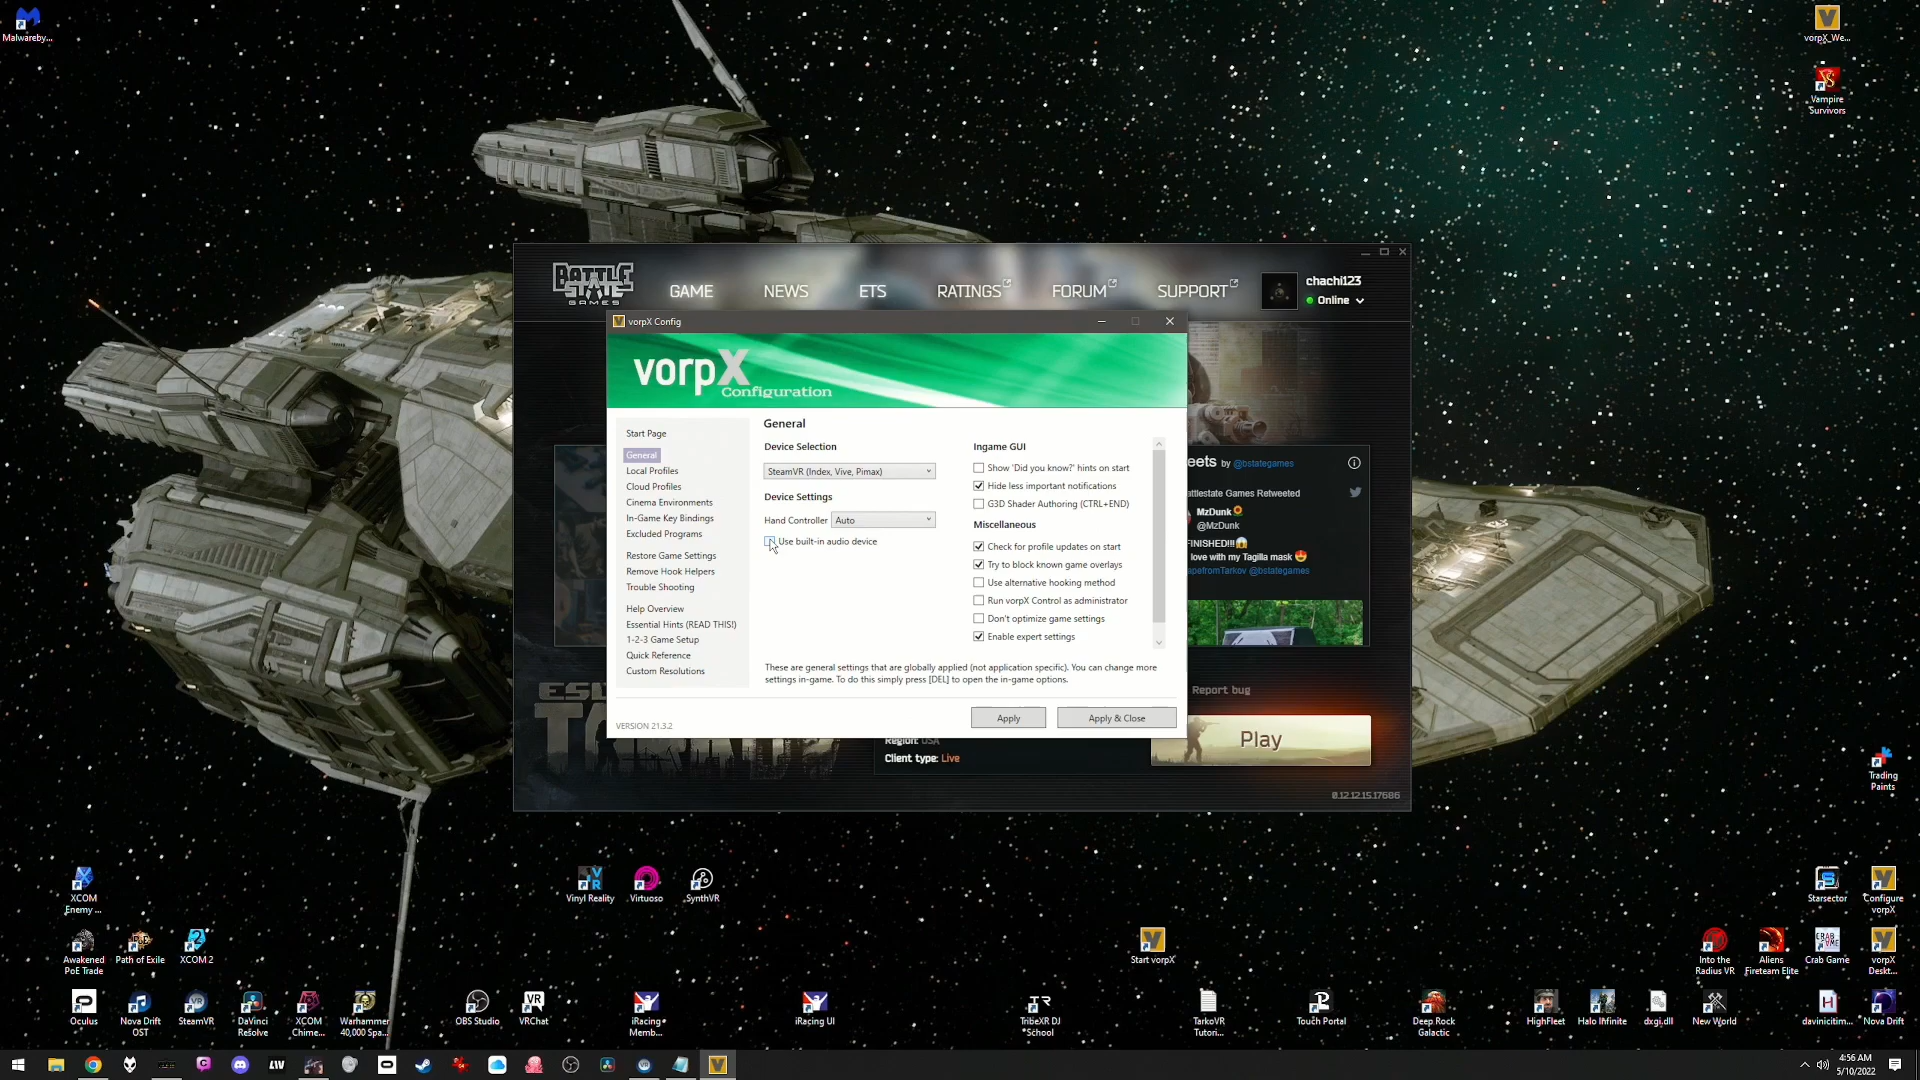 Malwareby...
vorpX_We...
Vampire
Survivors
BATTLE
STATE
GAMES
GAME
NEWS
ETS
RATINGS
FORUM
SUPPORT
chachi123
Online
vorpX Config
vorpX
Configuration
Start Page
General
Local Profiles
Cloud Profiles
Cinema Environments
In-Game Key Bindings
Excluded Programs
Restore Game Settings
Remove Hook Helpers
Trouble Shooting
Help Overview
Essential Hints (READ THIS!)
1-2-3 Game Setup
Quick Reference
Custom Resolutions
General
Device Selection
SteamVR (Index, Vive, Pimax)
Device Settings
Hand Controller Auto
Use built-in audio device
Ingame GUI
Show 'Did you know?' hints on start
Hide less important notifications
G3D Shader Authoring (CTRL+END)
Miscellaneous
Check for profile updates on start
Try to block known game overlays
Use alternative hooking method
Run vorpX Control as administrator
Don't optimize game settings
Enable expert settings
These are general settings that are globally applied (not application specific). You can change more
settings in-game. To do this simply press [DEL] to open the in-game options.
VERSION 21.3.2
Apply
Apply & Close
eets by @bstategames
attlestate Games Retweeted
MzDunk
@MzDunk
FINISHED!!!
love with my Tagilla mask
apefromTarkov @bstategames
Report bug
Region: USA
Client type: Live
Play
0.12.12.15.17686
Trading
Paints
XCOM
Enemy ...
Vinyl Reality
Virtuoso
SynthVR
Starsector
Configure
vorpX
Awakened
PoE Trade
Path of Exile
XCOM 2
Start vorpX
Into the
Radius VR
Aliens
Fireteam Elite
Crab Game
vorpX
Deskt...
Oculus
Nova Drift
OST
SteamVR
DaVinci
Resolve
XCOM
Chime...
Warhammer
40,000 Spa...
OBS Studio
VRChat
iRacing
Memb...
iRacing UI
TribeXR DJ
School
TarkoVR
Tutori...
Touch Portal
Deep Rock
Galactic
HighFleet
Halo Infinite
dxgi.dll
New World
davinicitim...
Nova Drift
4:56 AM
5/10/2022